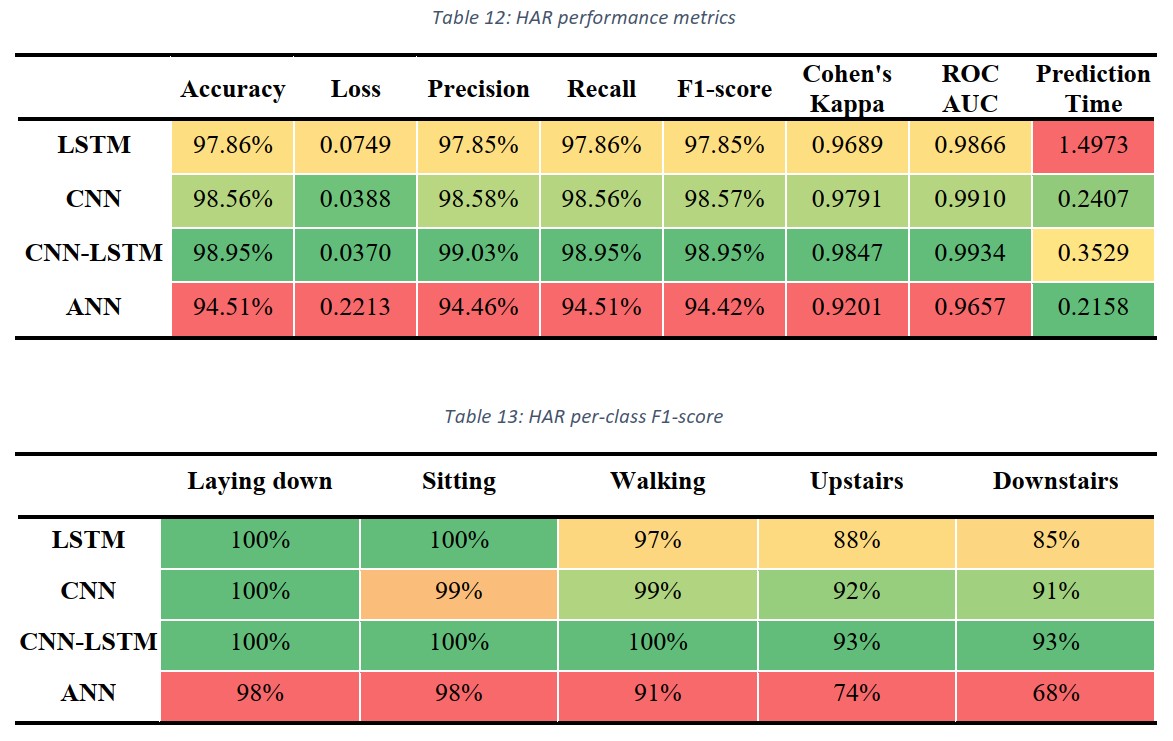 Table 12: HAR performance metrics
Accuracy Loss Precision Recall F1-score Cohen's Kappa ROC AUC Prediction Time
LSTM 97.86% 0.0749 97.85% 97.86% 97.85% 0.9689 0.9866 1.4973
CNN 98.56% 0.0388 98.58% 98.56% 98.57% 0.9791 0.9910 0.2407
CNN-LSTM 98.95% 0.0370 99.03% 98.95% 98.95% 0.9847 0.9934 0.3529
ANN 94.51% 0.2213 94.46% 94.51% 94.42% 0.9201 0.9657 0.2158
Table 13: HAR per-class F1-score
Laying down Sitting Walking Upstairs Downstairs
LSTM 100% 100% 97% 88% 85%
CNN 100% 99% 99% 92% 91%
CNN-LSTM 100% 100% 100% 93% 93%
ANN 98% 98% 91% 74% 68%